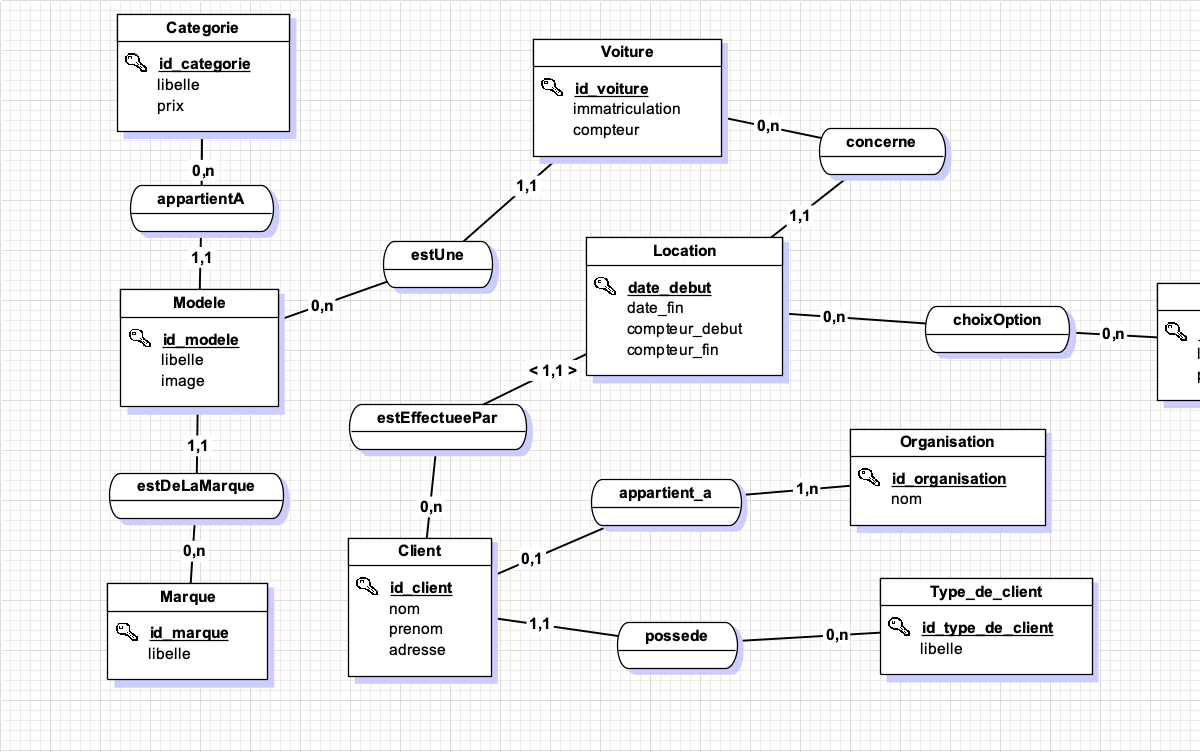 Categorie
id_categorie
libelle
prix
0,n
appartientA
1,1
Modele
id_modele
libelle
image
1,1
estDeLaMarque
0,n
Marque
id_marque
libelle
Voiture
id_voiture
immatriculation
compteur
1,1
estUne
0,n
0,n
concerne
1,1
Location
date_debut
date_fin
compteur_debut
compteur_fin
0,n
choixOption
0,n
< 1,1 >
estEffectueePar
0,n
Client
id_client
nom
prenom
adresse
0,1
appartient_a
1,n
Organisation
id_organisation
nom
1,1
possede
0,n
Type_de_client
id_type_de_client
libelle